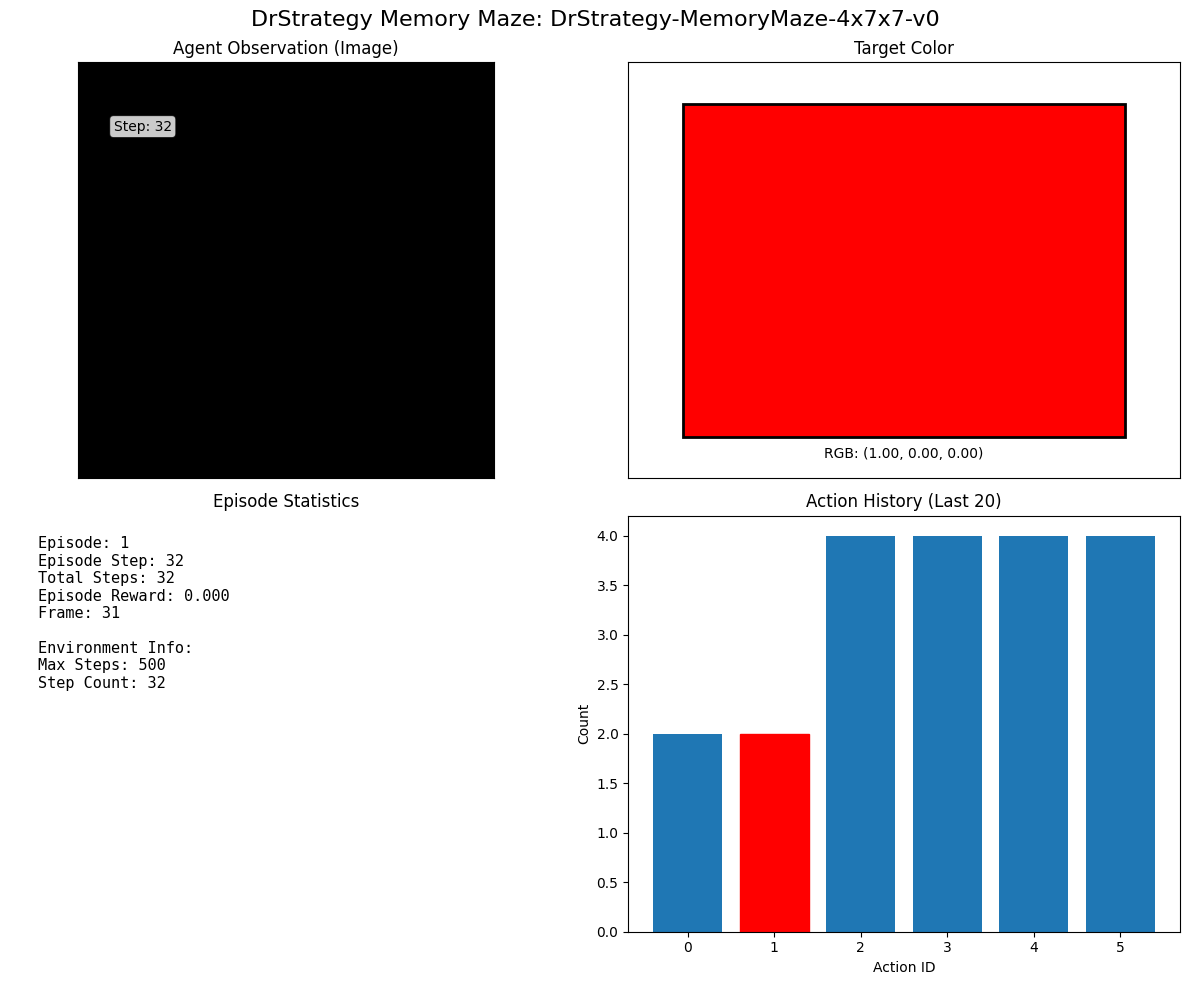 DrStrategy Memory Maze: DrStrategy-MemoryMaze-4x7x7-v0
Agent Observation (Image)
Step: 32
Target Color
RGB: (1.00, 0.00, 0.00)
Episode Statistics
Episode: 1
Episode Step: 32
Total Steps: 32
Episode Reward: 0.000
Frame: 31
Environment Info:
Max Steps: 500
Step Count: 32
Action History (Last 20)
4.0
3.5
3.0
2.5
2.0
1.5
1.0
0.5
0.0
Count
0 1 2 3 4 5
Action ID